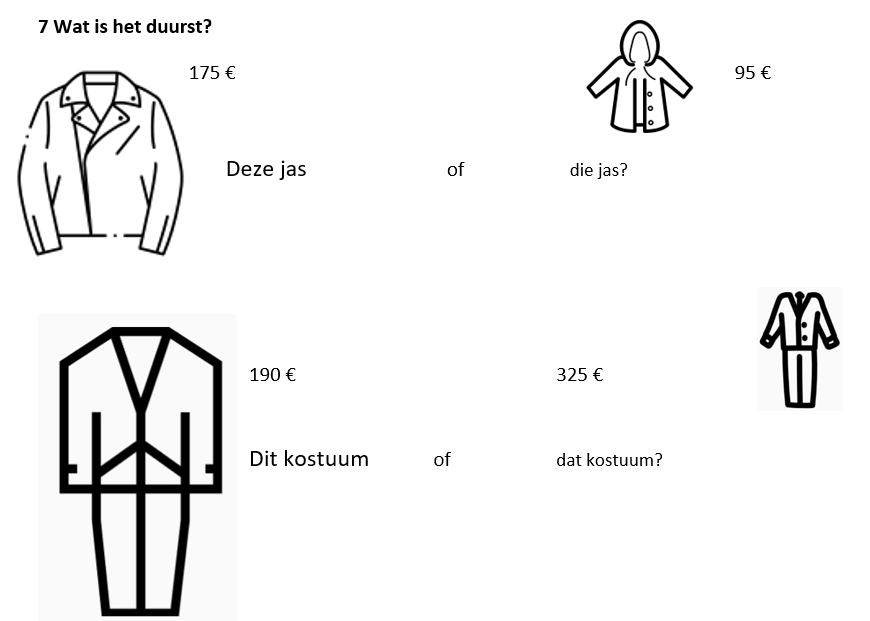 7 Wat is het duurst?
175 €
95 €
Deze jas of die jas?
190 €
325 €
Dit kostuum of dat kostuum?